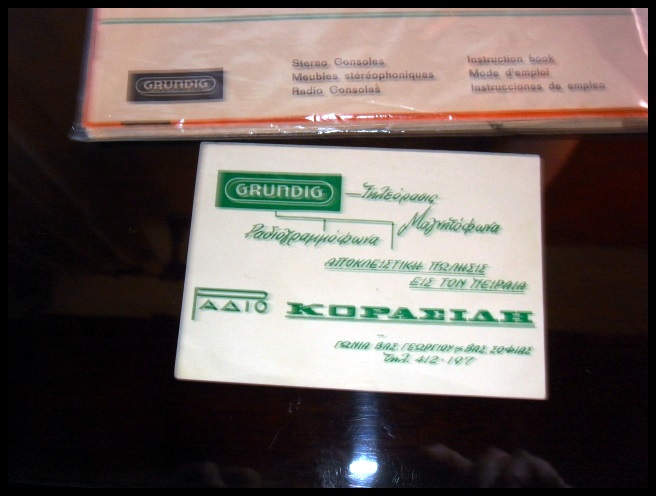 GRUNDIG
Stereo Consoles
Meubles stéréophoniques
Radio Consolas
Instruction book
Mode d'emploi
Instrucciones de empleo
GRUNDIG
Τηλεόρασις
Μαγνητόφωνα
Ραδιογραμμόφωνα
ΑΠΟΚΛΕΙΣΤΙΚΗ ΠΩΛΗΣΙΣ
ΕΙΣ ΤΟΝ ΠΕΙΡΑΙΑ
ΡΑΔΙΟ ΚΟΡΑΣΙΔΗ
ΓΩΝΙΑ ΒΑΣ. ΓΕΩΡΓΙΟΥ & ΒΑΣ. ΣΟΦΙΑΣ
Τηλ. 412-197